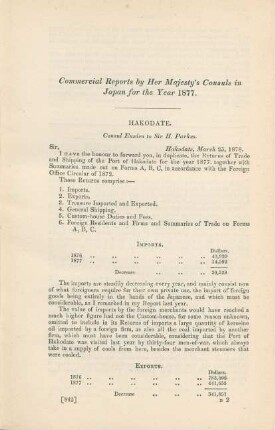 Commercial Reports by Her Majesty's Consuls in
Japan for the Year 1877.
HAKODATE.
Consul Eusden to Sir H. Parkes.
Sir, Hakodate, March 25, 1878.
I HAVE the honour to forward you, in duplicate, the Returns of Trade
and Shipping of the Port of Hakodate for the year 1877, together with
Summaries made out on Forms A, B, C, in accordance with the Foreign
Office Circular of 1872.
These Returns comprise:—
1. Imports.
2. Exports.
3. Treasure Imported and Exported.
4. General Shipping.
5. Custom-house Duties and Fees.
6. Foreign Residents and Firms and Summaries of Trade on Forms
A, B, C.
IMPORTS.
Dollars.
1876
1877
Decrease
The imports are steadily decreasing every year, and mainly consist now
of what foreigners require for their own private use, the import of foreign
goods being entirely in the hands of the Japanese, and which must be
considerable, as I remarked in my Report last year.
The value of imports by the foreign merchants would have reached a
much higher figure had not the Custom-house, for some reason unknown,
omitted to include in its Returns of imports a large quantity of kerosine
oil imported by a foreign firm, as also all the coal imported by another
firm, which must have been considerable, considering that the Port of
Hakodate was visited last year by thirty-four men-of-war, which always
take in a supply of coals from here, besides the merchant steamers that
were coaled.
EXPORTS.
Dollars.
1876
1877
Decrease
B 2